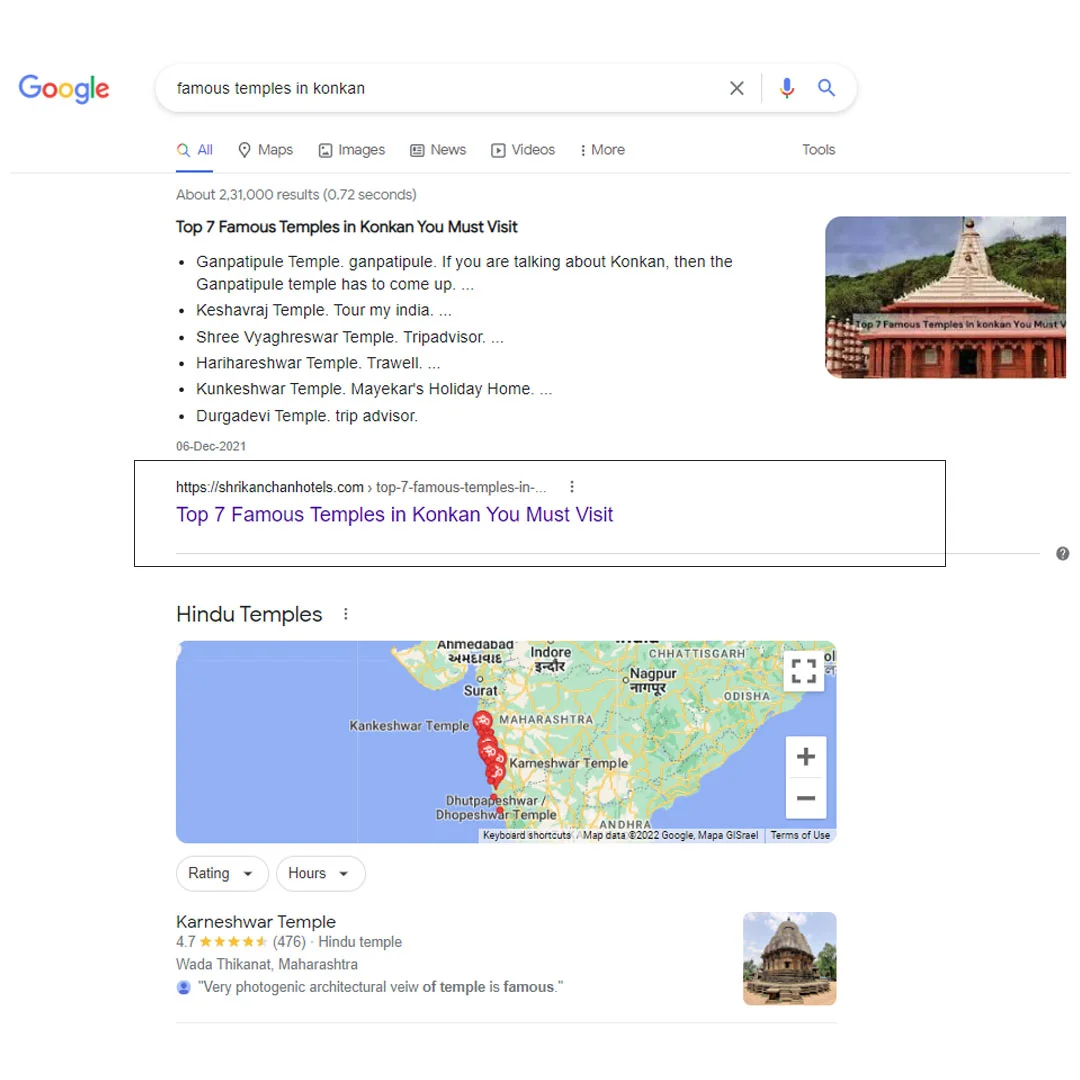 Google
famous temples in konkan
All
Maps
Images
News
Videos
More
Tools
About 2,31,000 results (0.72 seconds)
Top 7 Famous Temples in Konkan You Must Visit
Ganpatipule Temple. ganpatipule. If you are talking about Konkan, then the
Ganpatipule temple has to come up. ...
Keshavraj Temple. Tour my india. ...
Shree Vyaghreswar Temple. Tripadvisor. ...
Harihareshwar Temple. Trawell. ...
Kunkeshwar Temple. Mayekar's Holiday Home. ...
Durgadevi Temple. trip advisor.
Top 7 Famous Temples in konkan You Must V
06-Dec-2021
https://shrikanchanhotels.com › top-7-famous-temples-in-...
Top 7 Famous Temples in Konkan You Must Visit
Hindu Temples
Ahmedabad
અમદાવાદ
Indore
इन्दौर
India
CHHATTISGARH
Nagpur
नागपूर
ODISHA
Surat
MAHARASHTRA
Kankeshwar Temple
Karneshwar Temple
Dhutpapeshwar /
Dhopeshwar Temple
ANDHRA
Keyboard shortcuts
Map data ©2022 Google, Mapa GISrael
Terms of Use
Rating
Hours
Karneshwar Temple
4.7 (476) · Hindu temple
Wada Thikanat, Maharashtra
"Very photogenic architectural veiw of temple is famous."